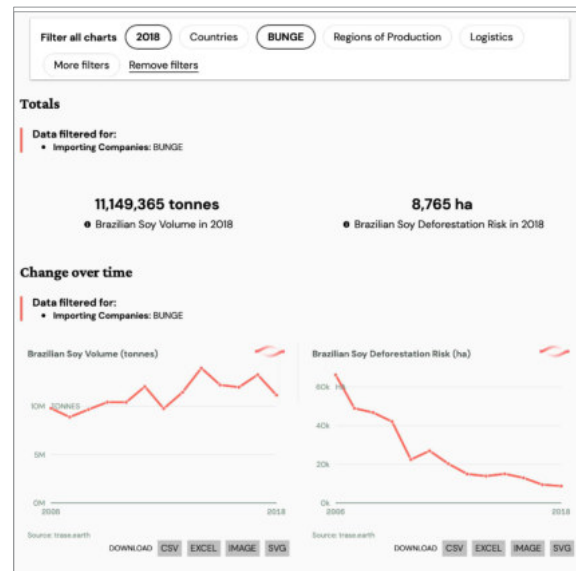 Filter all charts 2018 Countries BUNGE Regions of Production Logistics
More filters Remove filters
Totals
Data filtered for:
• Importing Companies: BUNGE
11,149,365 tonnes 8,765 ha
Brazilian Soy Volume in 2018 Brazilian Soy Deforestation Risk in 2018
Change over time
Data filtered for:
• Importing Companies: BUNGE
Brazilian Soy Volume (tonnes) Brazilian Soy Deforestation Risk (ha)
10M TONNES
5M
0M
2006 2018
60k Ha
40k
20k
0k
2006 2018
Source: trase.earth Source: trase.earth
DOWNLOAD CSV EXCEL IMAGE SVG DOWNLOAD CSV EXCEL IMAGE SVG